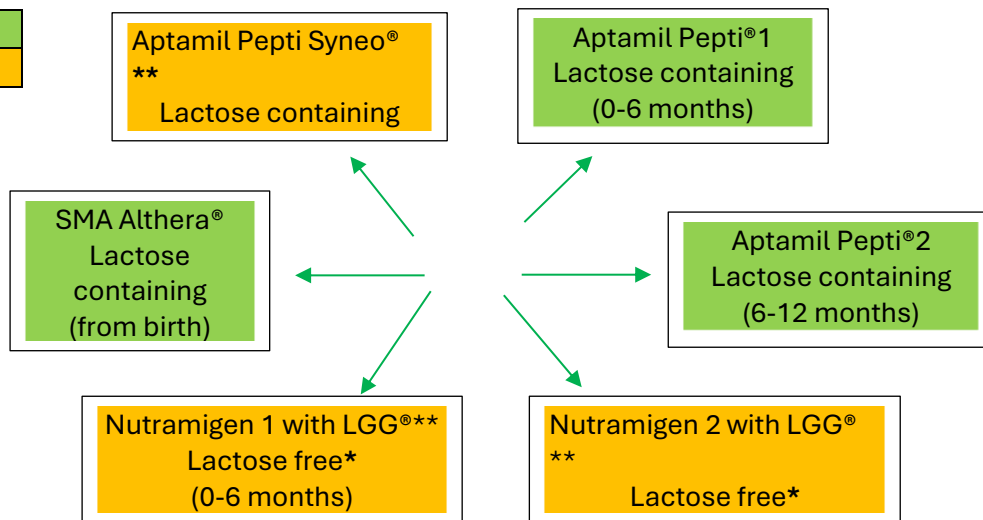 Aptamil Pepti Syneo®
**
Lactose containing
Aptamil Pepti®1
Lactose containing
(0-6 months)
SMA Althera®
Lactose
containing
(from birth)
Aptamil Pepti®2
Lactose containing
(6-12 months)
Nutramigen 1 with LGG®**
Lactose free*
(0-6 months)
Nutramigen 2 with LGG®
**
Lactose free*